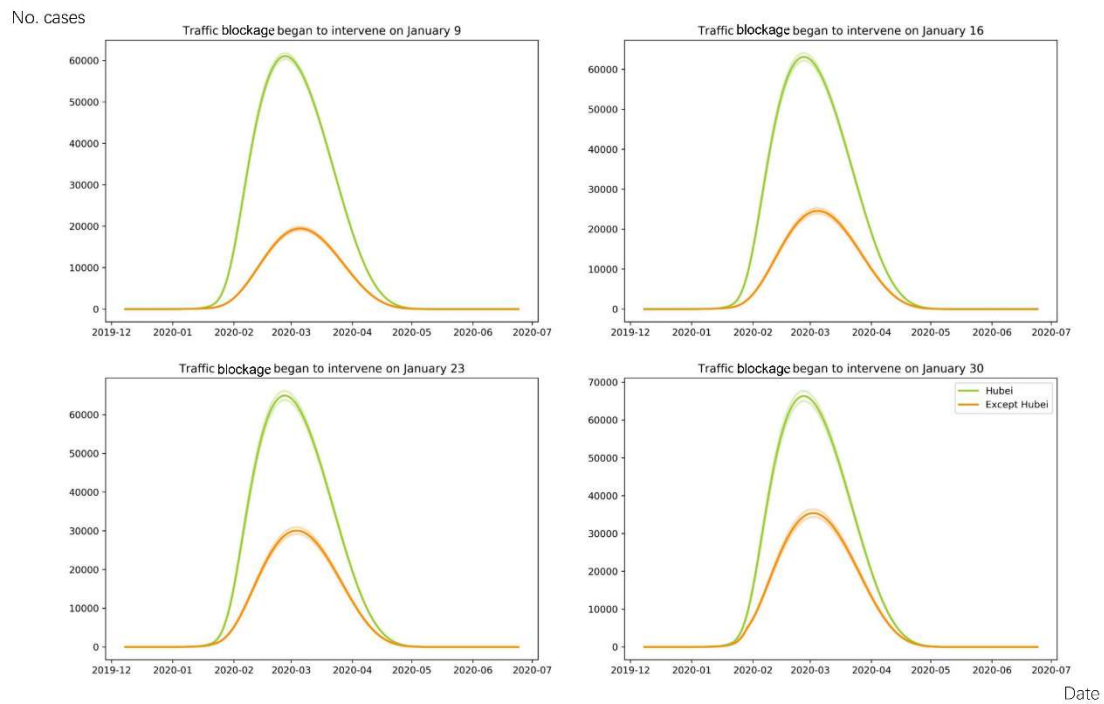 No. cases
Traffic blockage began to intervene on January 9
60000
50000
40000
30000
20000
10000
0
2019-12 2020-01 2020-02 2020-03 2020-04 2020-05 2020-06 2020-07
Traffic blockage began to intervene on January 16
60000
50000
40000
30000
20000
10000
0
2019-12 2020-01 2020-02 2020-03 2020-04 2020-05 2020-06 2020-07
Traffic blockage began to intervene on January 23
60000
50000
40000
30000
20000
10000
0
2019-12 2020-01 2020-02 2020-03 2020-04 2020-05 2020-06 2020-07
Traffic blockage began to intervene on January 30
70000
60000
50000
40000
30000
20000
10000
0
Hubei
Except Hubei
2019-12 2020-01 2020-02 2020-03 2020-04 2020-05 2020-06 2020-07
Date